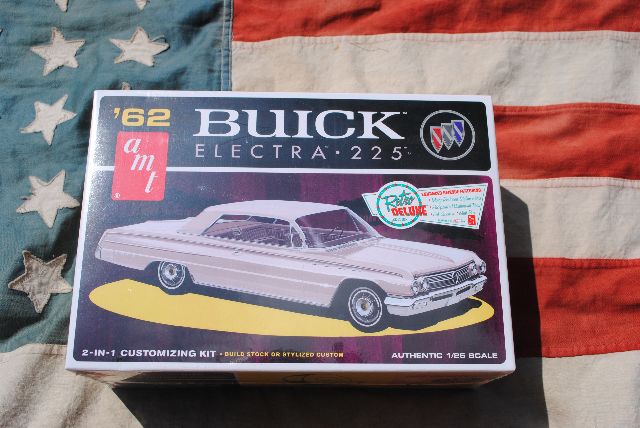 '62
BUICK
ELECTRA · 225
amt
Retro
DELUXE
EDITION
2-IN-1 CUSTOMIZING KIT · BUILD STOCK OR STYLIZED CUSTOM
AUTHENTIC 1/25 SCALE